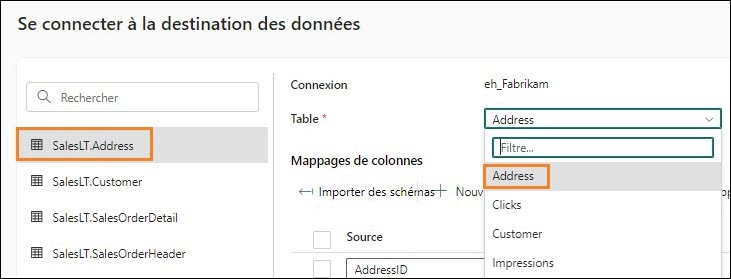 Se connecter à la destination des données
Rechercher
SalesLT.Address
SalesLT.Customer
SalesLT.SalesOrderDetail
SalesLT.SalesOrderHeader
Connexion
eh_Fabrikam
Table *
Address
Filtre...
Address
Clicks
Customer
Impressions
Mappages de colonnes
Importer des schémas
Nouv
Source
AddressID